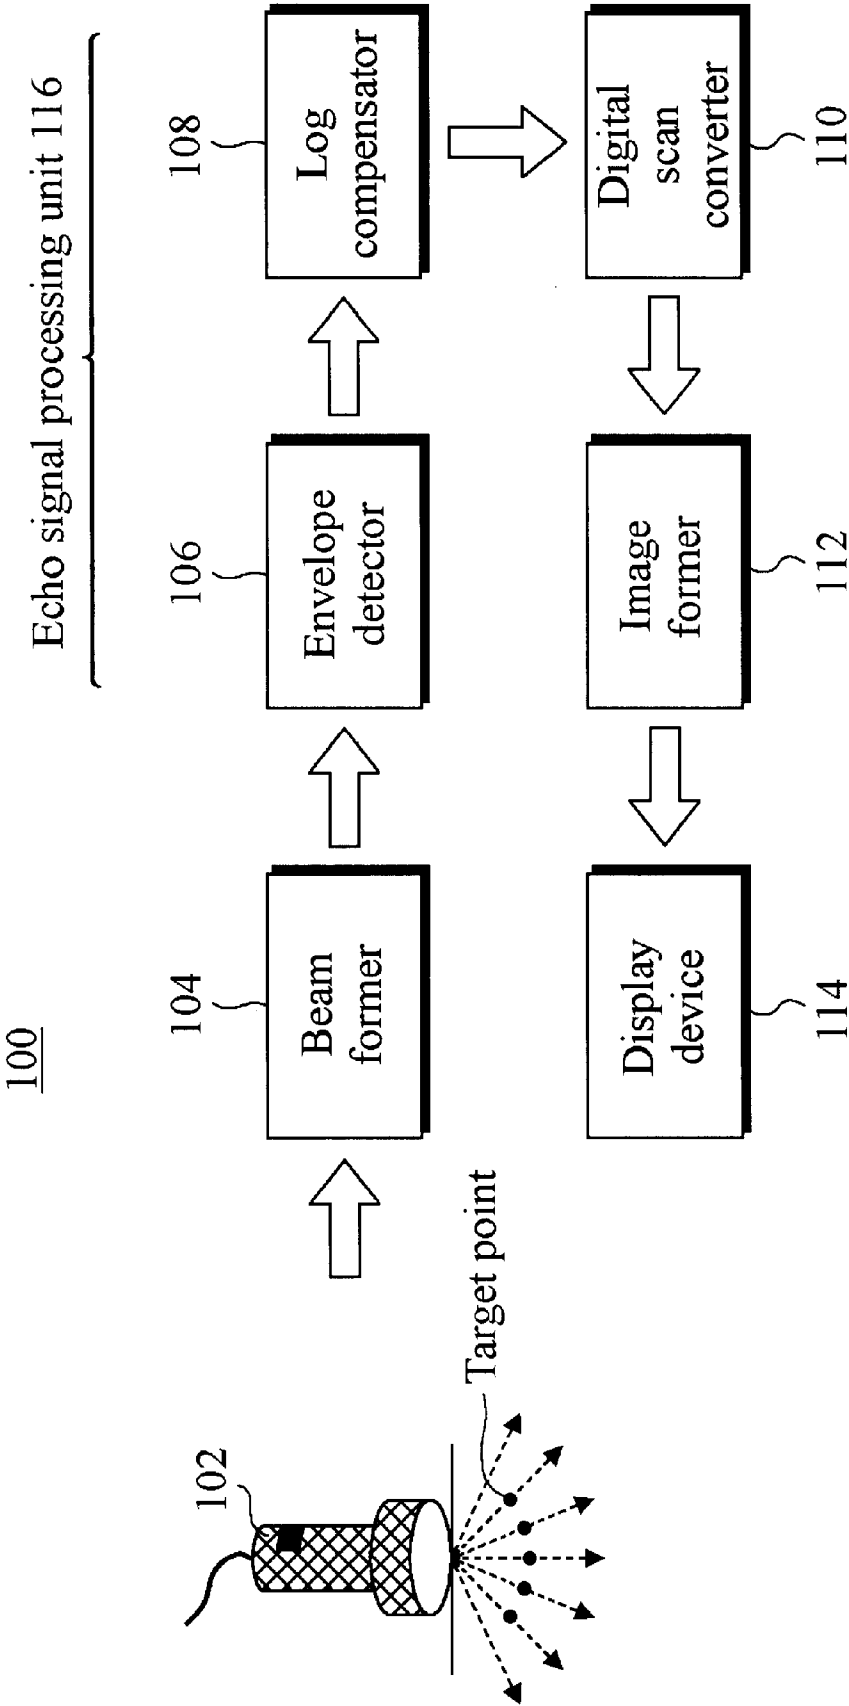 100
Echo signal processing unit 116
102
104
106
108
Beam
former
Envelope
detector
Log
compensator
Target point
Display
device
Image
former
Digital
scan
converter
114
112
110